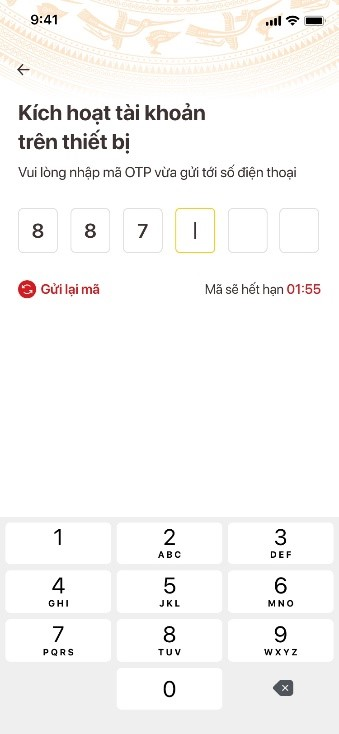 9:41
Kích hoạt tài khoản
trên thiết bị
Vui lòng nhập mã OTP vừa gửi tới số điện thoại
8 8 7
Gửi lại mã Mã sẽ hết hạn 01:55
1 2 3
ABC DEF
4 5 6
GHI JKL MNO
7 8 9
PQRS TUV WXYZ
0